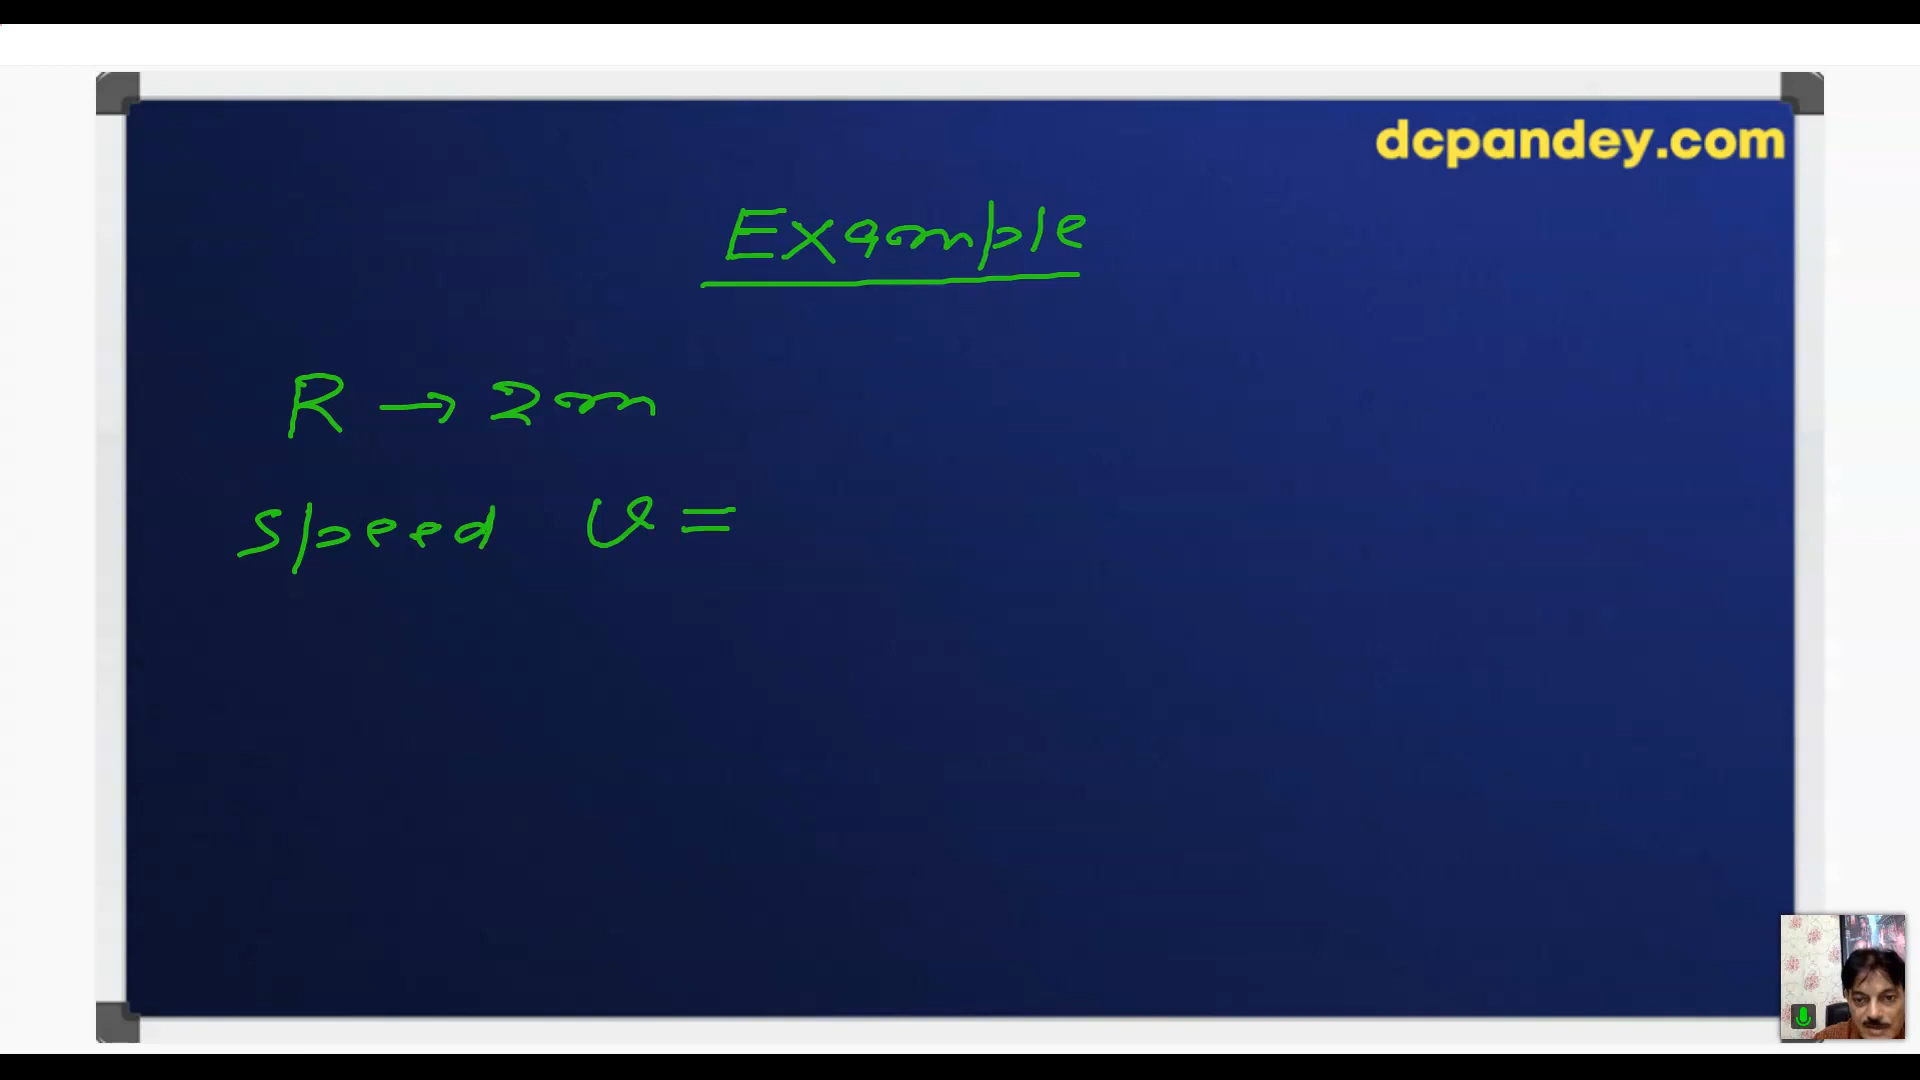 dcpandey.com
Example
R → 2m
speed v =